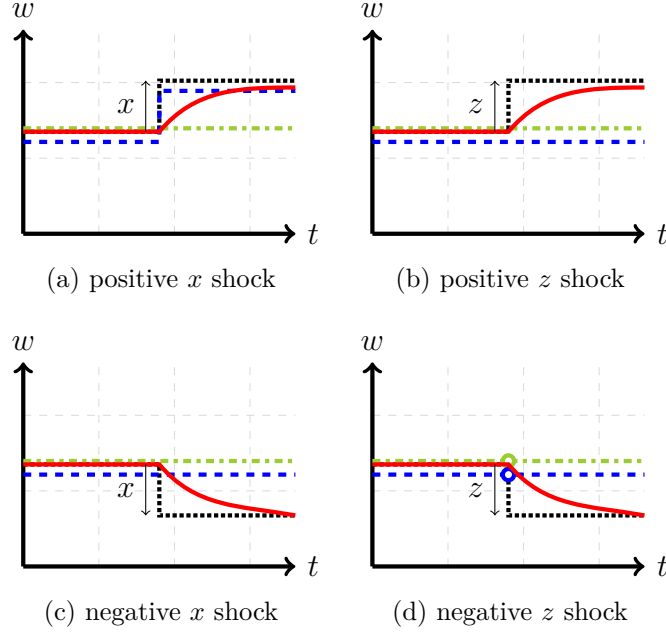 w
w
x
z
t
t
(a) positive x shock
(b) positive z shock
w
w
x
z
t
t
(c) negative x shock
(d) negative z shock